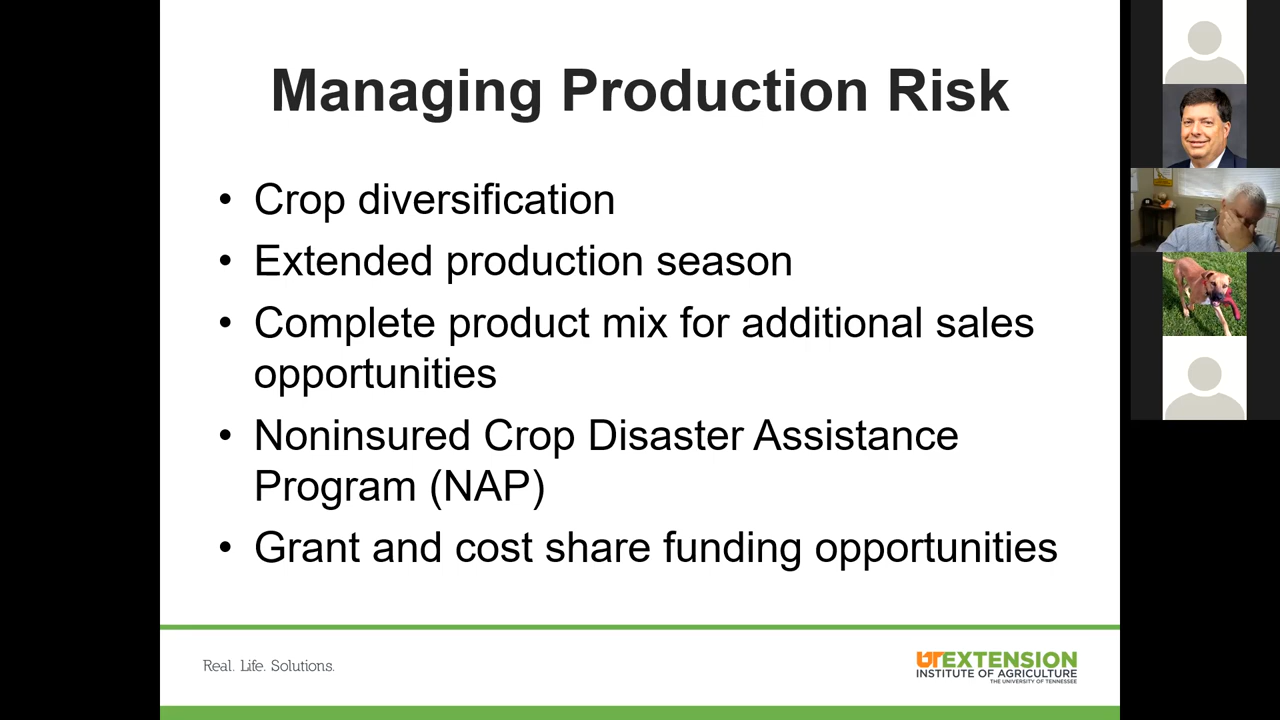 Managing Production Risk
• Crop diversification
• Extended production season
• Complete product mix for additional sales
opportunities
• Noninsured Crop Disaster Assistance
Program (NAP)
• Grant and cost share funding opportunities
Real. Life. Solutions.
UTEXTENSION
INSTITUTE OF AGRICULTURE
THE UNIVERSITY OF TENNESSEE